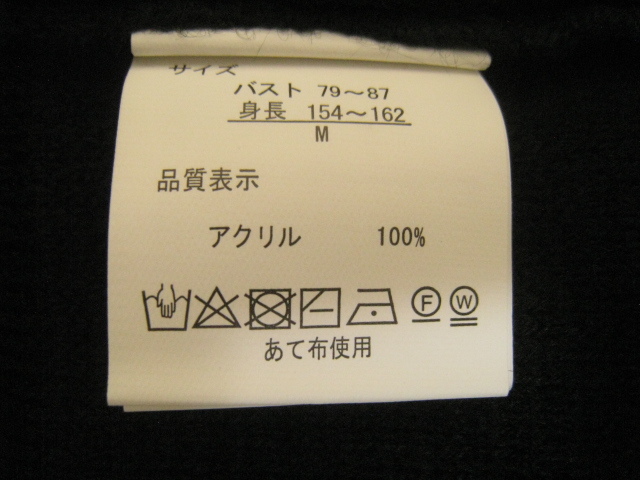 サイズ
バスト 79～87
身長 154～162
M
品質表示
アクリル 100%
F W
あて布使用